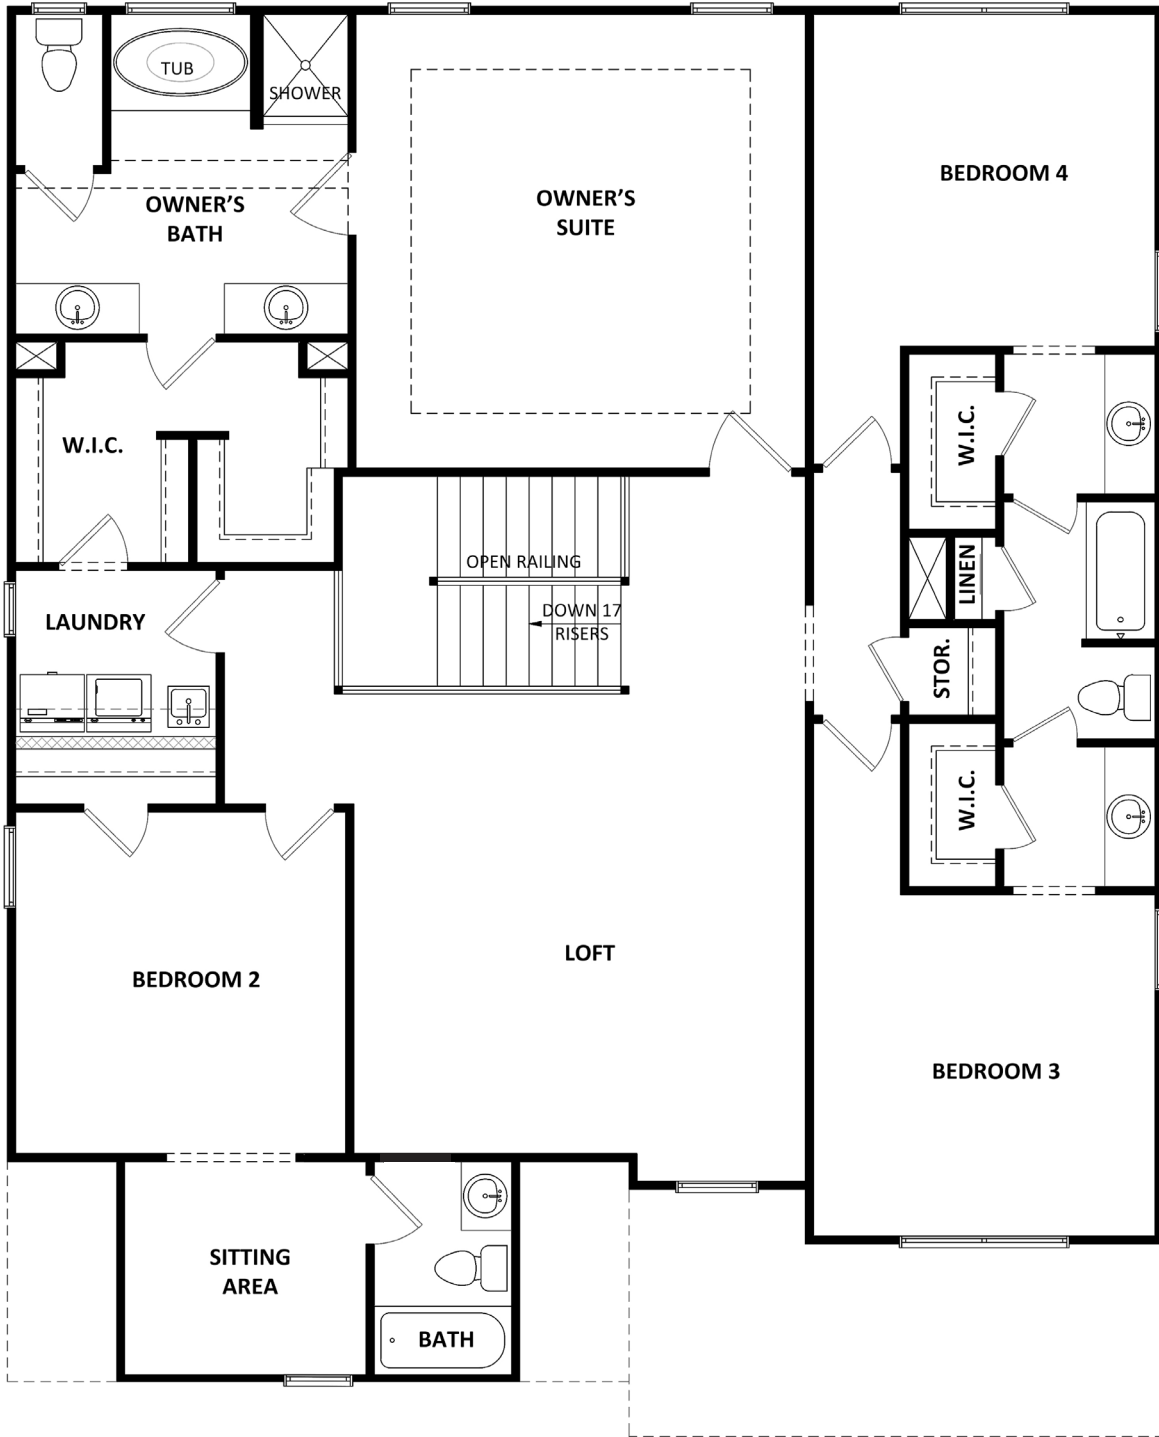 TUB
SHOWER
OWNER'S
BATH
OWNER'S
SUITE
BEDROOM 4
W.I.C.
W.I.C.
OPEN RAILING
DOWN 17
RISERS
LINEN
LAUNDRY
STOR.
W.I.C.
LOFT
BEDROOM 2
BEDROOM 3
SITTING
AREA
BATH